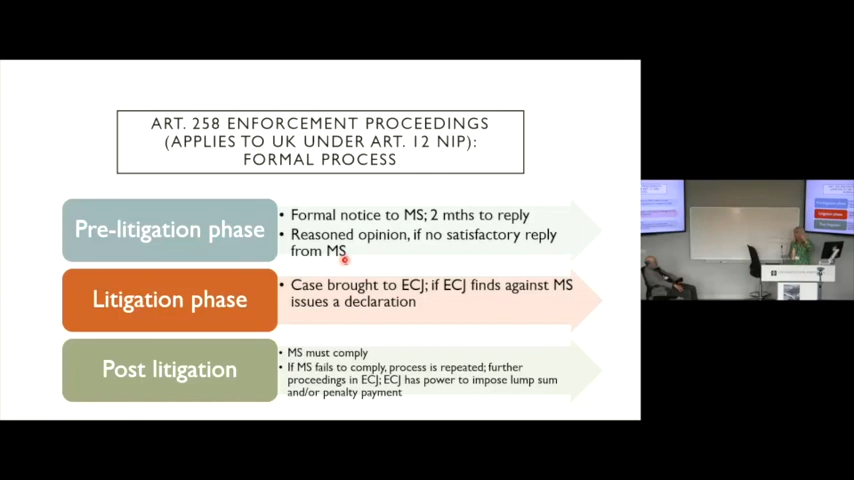 ART. 258 ENFORCEMENT PROCEEDINGS
(APPLIES TO UK UNDER ART. 12 NIP):
FORMAL PROCESS
Pre-litigation phase
• Formal notice to MS; 2 mths to reply
• Reasoned opinion, if no satisfactory reply
from MS
Litigation phase
• Case brought to ECJ; if ECJ finds against MS
issues a declaration
Post litigation
• MS must comply
• If MS fails to comply, process is repeated; further
proceedings in ECJ; ECJ has power to impose lump sum
and/or penalty payment